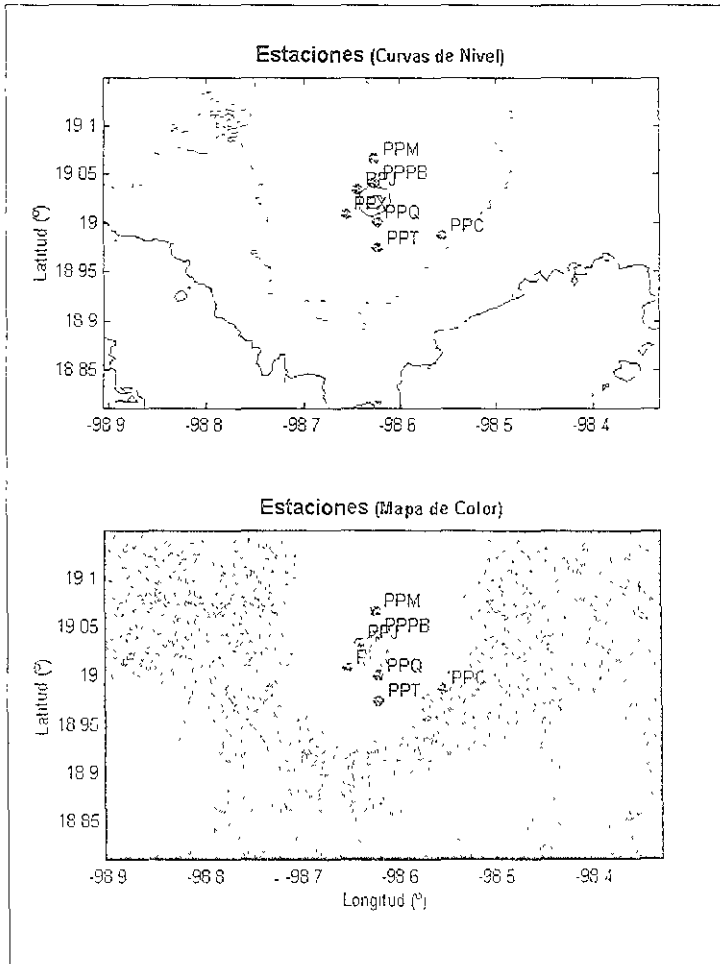 Estaciones (Curvas de Nivel)
Latitud (º)
19 1
19 05
19
18 95
18 9
18 85
PPM
PPPB
PPJ
PPQ
PPT
PPC
-98 9
-98 8
-98 7
-98 6
-98 5
-98 4
Estaciones (Mapa de Color)
Latitud (º)
19 1
19 05
19
18 95
18 9
18 85
PPM
PPPB
PPJ
PPQ
PPT
PPC
-98 9
-98 8
-98 7
-98 6
-98 5
-98 4
Longitud (º)